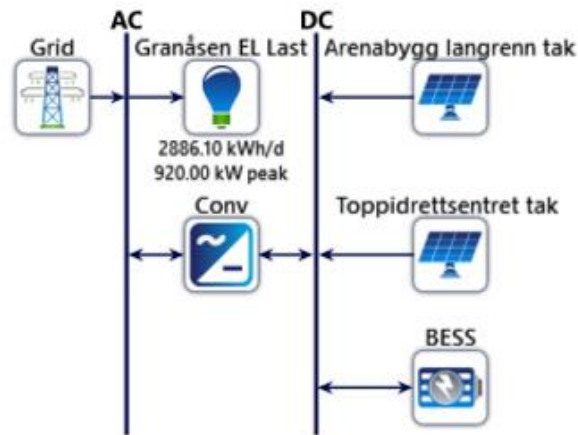 AC
DC
Grid
Granåsen EL Last
Arenabygg langrenn tak
2886.10 kWh/d
920.00 kW peak
Conv
Toppidrettsentret tak
BESS